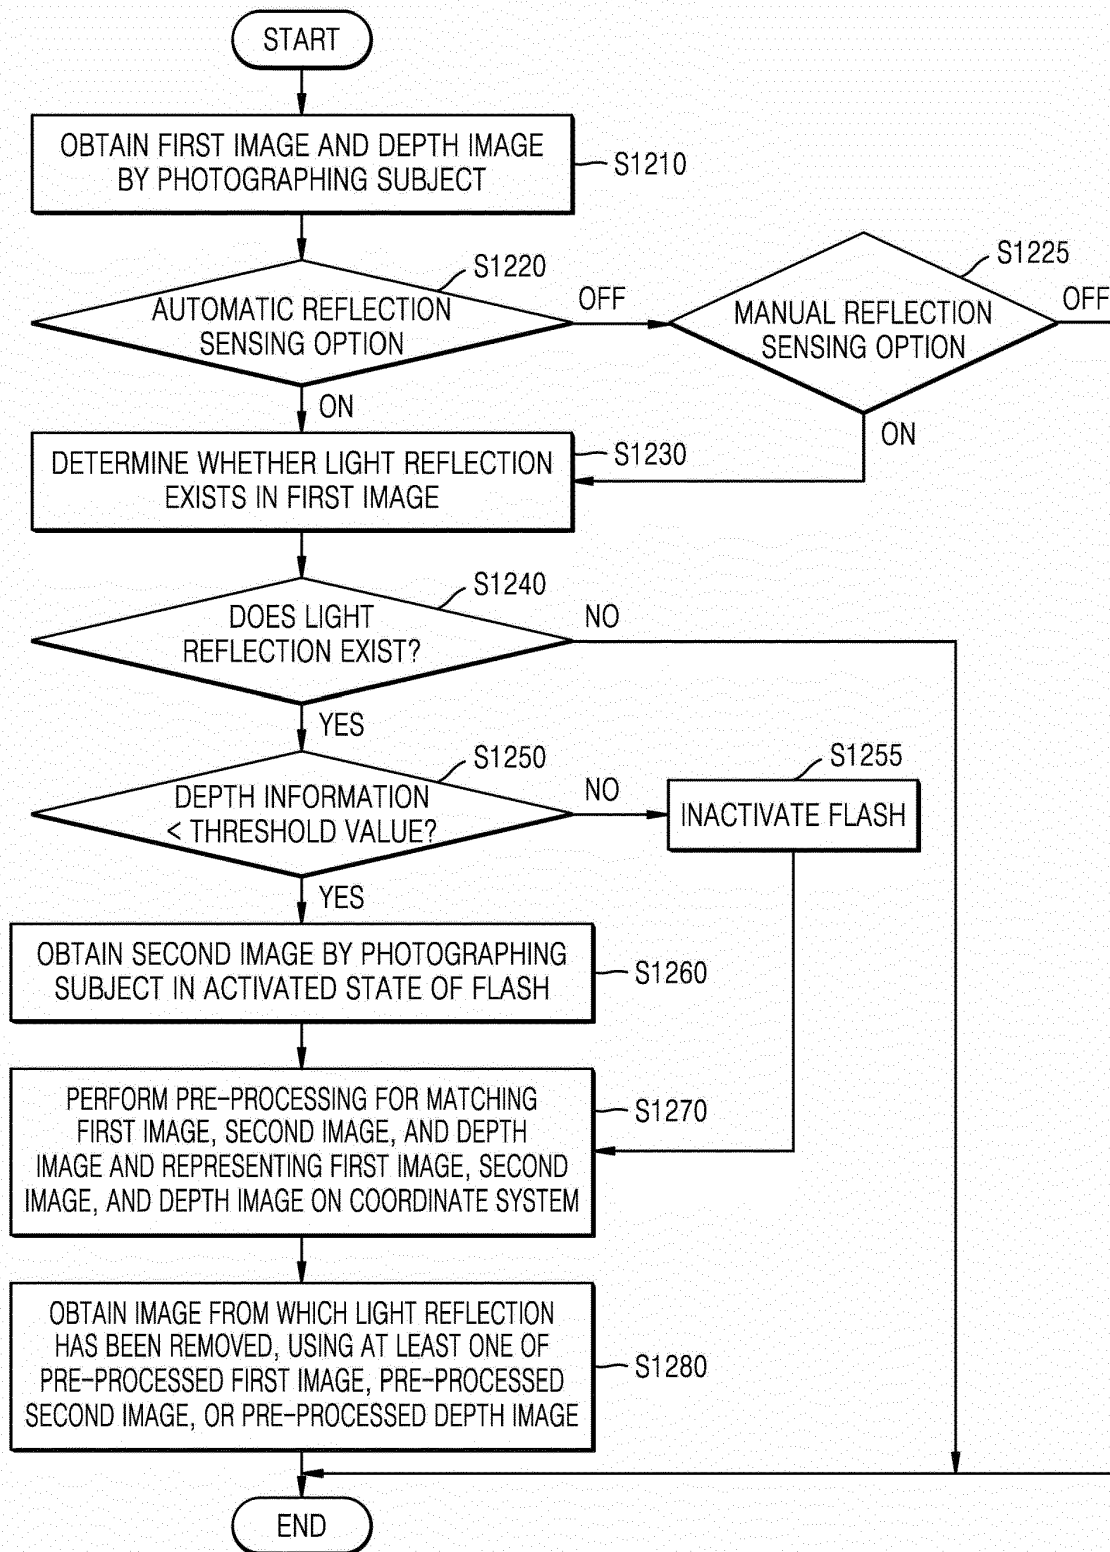 START
OBTAIN FIRST IMAGE AND DEPTH IMAGE
BY PHOTOGRAPHING SUBJECT
S1210
S1220
AUTOMATIC REFLECTION
SENSING OPTION
OFF
S1225
MANUAL REFLECTION
SENSING OPTION
OFF
ON
ON
DETERMINE WHETHER LIGHT REFLECTION
EXISTS IN FIRST IMAGE
S1230
S1240
DOES LIGHT
REFLECTION EXIST?
NO
YES
S1250
DEPTH INFORMATION
< THRESHOLD VALUE?
NO
S1255
INACTIVATE FLASH
YES
OBTAIN SECOND IMAGE BY PHOTOGRAPHING
SUBJECT IN ACTIVATED STATE OF FLASH
S1260
PERFORM PRE-PROCESSING FOR MATCHING
FIRST IMAGE, SECOND IMAGE, AND DEPTH
IMAGE AND REPRESENTING FIRST IMAGE, SECOND
IMAGE, AND DEPTH IMAGE ON COORDINATE SYSTEM
S1270
OBTAIN IMAGE FROM WHICH LIGHT REFLECTION
HAS BEEN REMOVED, USING AT LEAST ONE OF
PRE-PROCESSED FIRST IMAGE, PRE-PROCESSED
SECOND IMAGE, OR PRE-PROCESSED DEPTH IMAGE
S1280
END